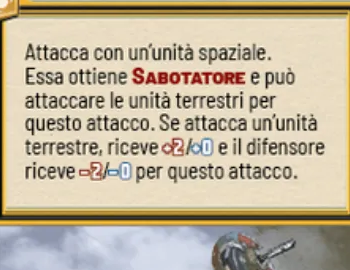 Attacca con un'unità spaziale.
Essa ottiene SABOTATORE e può
attaccare le unità terrestri per
questo attacco. Se attacca un'unità
terrestre, riceve +2/+0 e il difensore
riceve -2/-0 per questo attacco.